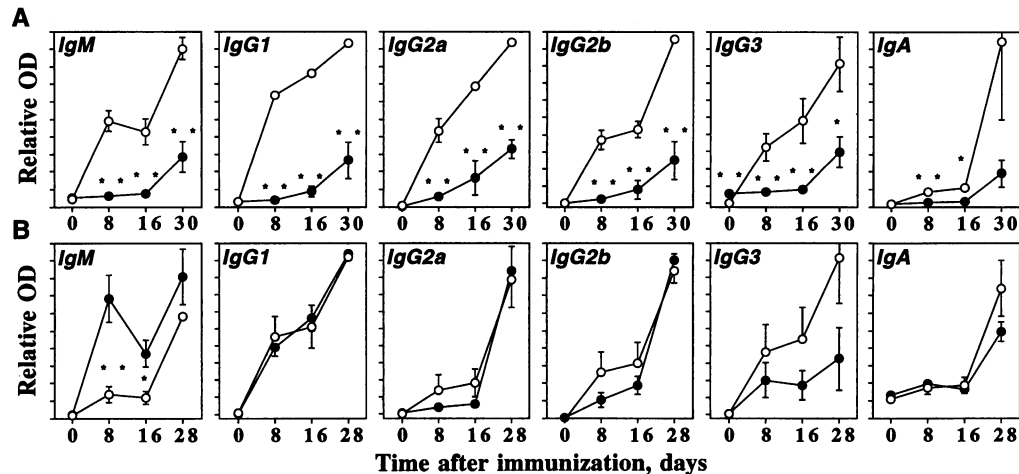 A
IgM IgG1 IgG2a IgG2b IgG3 IgA
Relative OD
* * * * * * * * * * * * * * * * * * * * * * * * * * * * * * * * * * * *
0 8 16 30 0 8 16 30 0 8 16 30 0 8 16 30 0 8 16 30 0 8 16 30
B
IgM IgG1 IgG2a IgG2b IgG3 IgA
Relative OD
* * *
0 8 16 28 0 8 16 28 0 8 16 28 0 8 16 28 0 8 16 28 0 8 16 28
Time after immunization, days